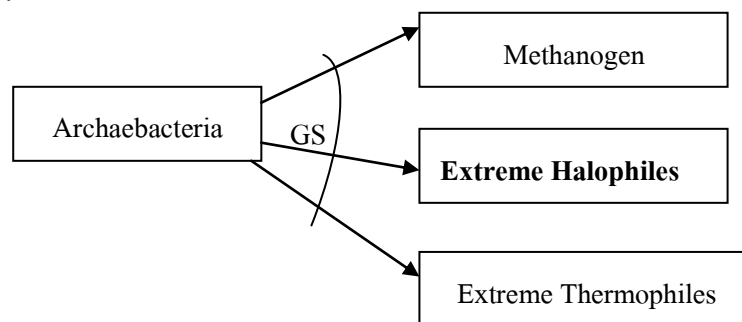 Methanogen
Archaebacteria
GS
Extreme Halophiles
Extreme Thermophiles